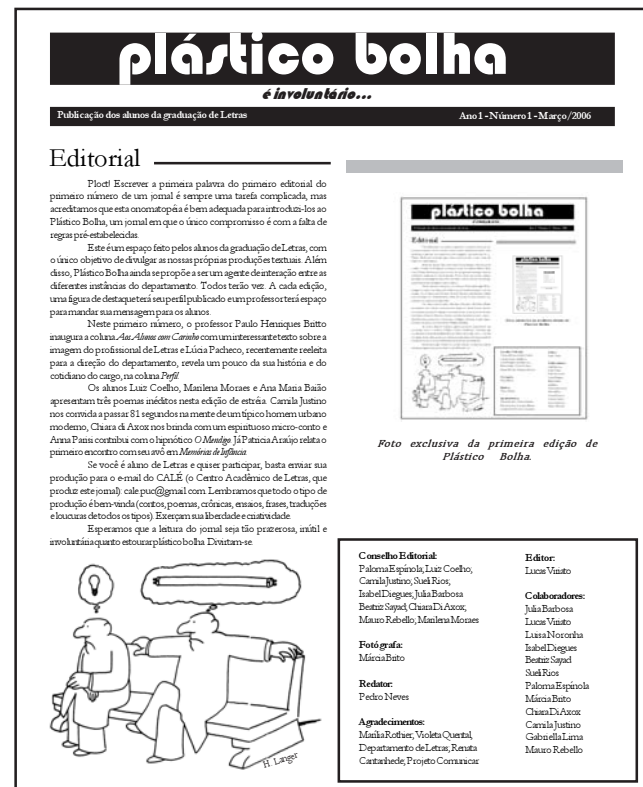 plástico bolha
é involuntário...
Publicação dos alunos da graduação de Letras
Ano 1 - Número 1 - Março/2006
Editorial
Ploct! Escrever a primeira palavra do primeiro editorial do
primeiro número de um jornal é sempre uma tarefa complicada, mas
acreditamos que esta onomatopéia é bem adequada para introduzi-los ao
Plástico Bolha, um jornal em que o único compromisso é com a falta de
regras pré-estabelecidas.
Este é um espaço feito pelos alunos da graduação de Letras, com
o único objetivo de divulgar as nossas próprias produções textuais. Além
disso, Plástico Bolha ainda se propõe a ser um agente de interação entre as
diferentes instâncias do departamento. Todos terão vez. A cada edição,
uma figura de destaque terá seu perfil publicado e um professor terá espaço
para mandar sua mensagem para os alunos.
Neste primeiro número, o professor Paulo Henriques Britto
inaugura a coluna Aos Alunos com Carinho com um interessante texto sobre a
imagem do profissional de Letras e Lúcia Pacheco, recentemente reeleita
para a direção do departamento, revela um pouco da sua história e do
cotidiano do cargo, na coluna Perfil.
Os alunos Luiz Coelho, Marilena Moraes e Ana Maria Baião
apresentam três poemas inéditos nesta edição de estréia. Camila Justino
nos convida a passar 81 segundos na mente de um típico homem urbano
moderno, Chiara di Axox nos brinda com um espirituoso micro-conto e
Anna Parisi contribui com o hipnótico O Mendigo. Já Patricia Araújo relata o
primeiro encontro com seu avô em Memórias de Infância.
Se você é aluno de Letras e quiser participar, basta enviar sua
produção para o e-mail do CALÉ (o Centro Acadêmico de Letras, que
produz este jornal): cale.puc@gmail.com. Lembramos que todo o tipo de
produção é bem-vinda (contos, poemas, crônicas, ensaios, frases, traduções
e loucuras de todos os tipos). Exerçam sua liberdade e criatividade.
Esperamos que a leitura do jornal seja tão prazerosa, inútil e
involuntária quanto estourar plástico bolha. Divirtam-se.
H. Langer
plástico bolha
Editorial
plástico bolha
Foto exclusiva da primeira edição de
Plástico Bolha.
Conselho Editorial:
Paloma Espínola; Luiz Coelho;
Camila Justino; Sueli Rios;
Isabel Diegues; Julia Barbosa
Beatriz Sayad; Chiara Di Axox;
Mauro Rebello; Marilena Moraes
Fotógrafa:
Márcia Brito
Redator:
Pedro Neves
Agradecimentos:
Marília Rothier; Violeta Quental,
Departamento de Letras; Renata
Cantanhede; Projeto Comunicar
Editor:
Lucas Viriato
Colaboradores:
Julia Barbosa
Lucas Viriato
Luisa Noronha
Isabel Diegues
Beatriz Sayad
Sueli Rios
Paloma Espínola
Márcia Brito
Chiara Di Axox
Camila Justino
Gabriella Lima
Mauro Rebello